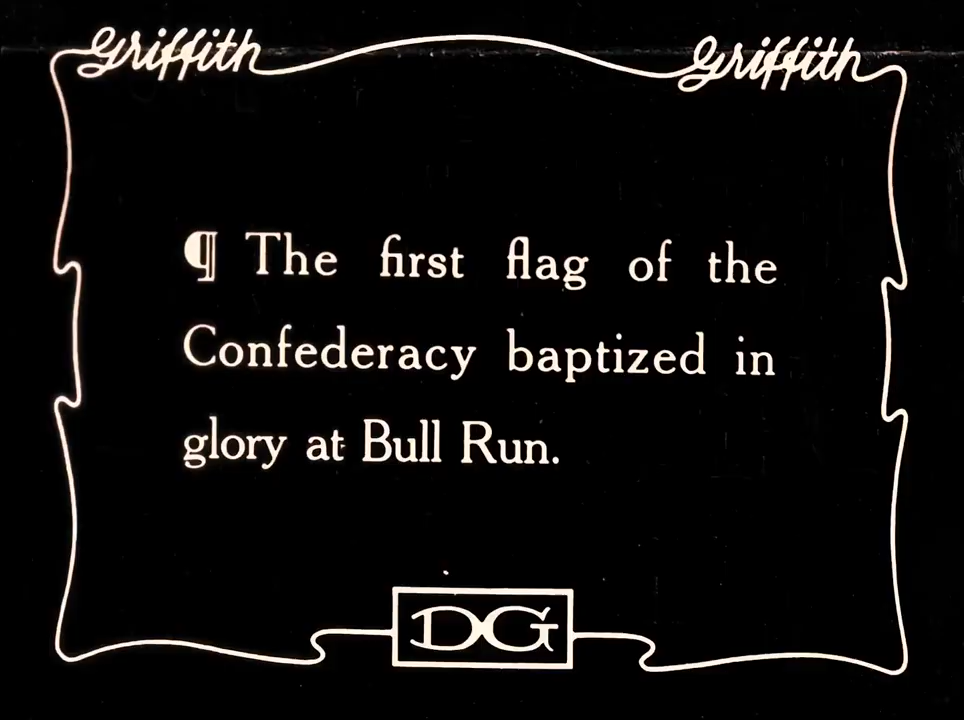 Griffith Griffith
¶ The first flag of the
Confederacy baptized in
glory at Bull Run.
DG